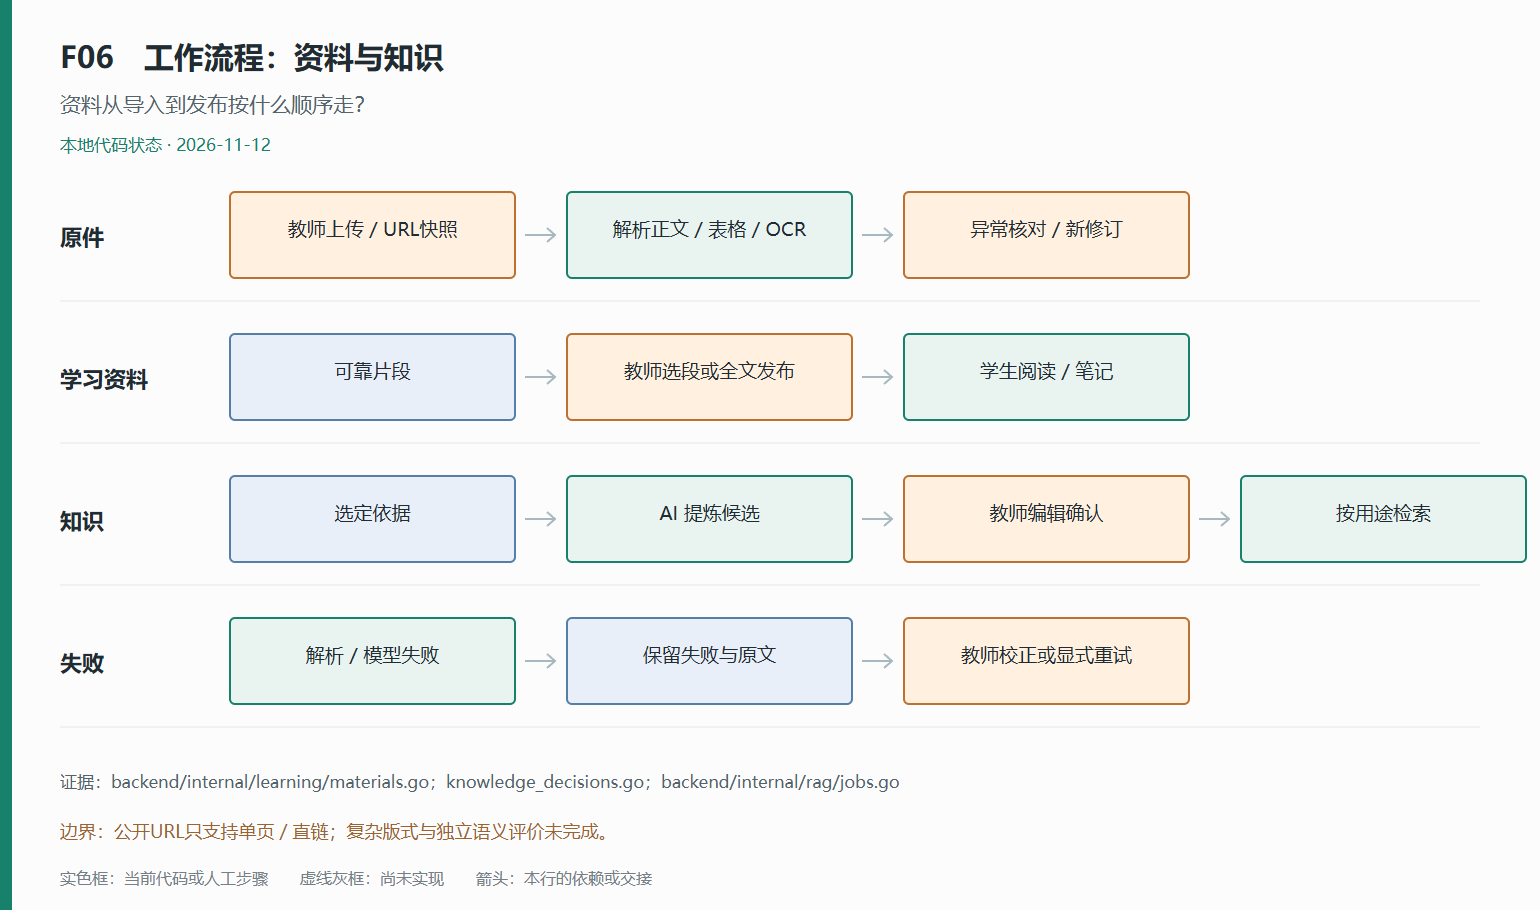 F06 工作流程：资料与知识
资料从导入到发布按什么顺序走？
本地代码状态 · 2026-11-12
原件
教师上传 / URL快照
解析正文 / 表格 / OCR
异常核对 / 新修订
学习资料
可靠片段
教师选段或全文发布
学生阅读 / 笔记
知识
选定依据
AI 提炼候选
教师编辑确认
按用途检索
失败
解析 / 模型失败
保留失败与原文
教师校正或显式重试
证据：backend/internal/learning/materials.go；knowledge_decisions.go；backend/internal/rag/jobs.go
边界：公开URL只支持单页 / 直链；复杂版式与独立语义评价未完成。
实色框：当前代码或人工步骤 虚线灰框：尚未实现 箭头：本行的依赖或交接